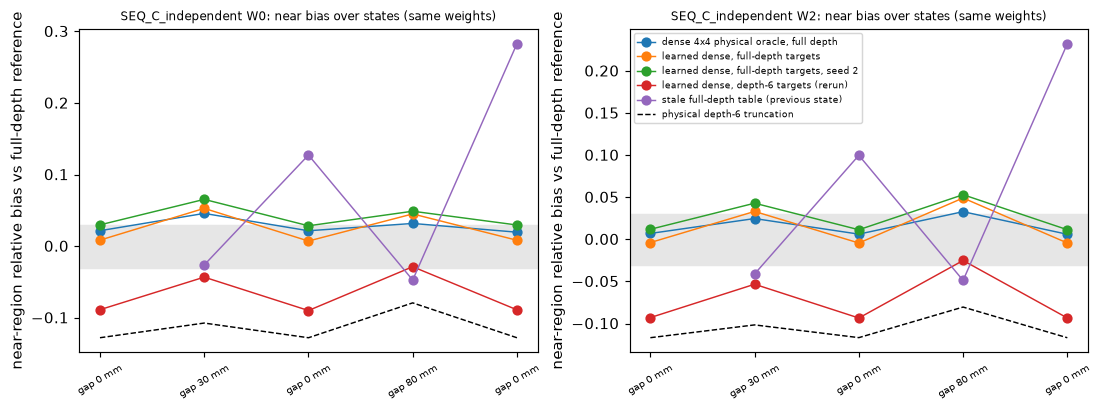 SEQ_C_independent W0: near bias over states (same weights)
near-region relative bias vs full-depth reference
0.3
0.2
0.1
0.0
−0.1
gap 0 mm
gap 30 mm
gap 0 mm
gap 80 mm
gap 0 mm
SEQ_C_independent W2: near bias over states (same weights)
near-region relative bias vs full-depth reference
dense 4x4 physical oracle, full depth
learned dense, full-depth targets
learned dense, full-depth targets, seed 2
learned dense, depth-6 targets (rerun)
stale full-depth table (previous state)
physical depth-6 truncation
0.20
0.15
0.10
0.05
0.00
−0.05
−0.10
gap 0 mm
gap 30 mm
gap 0 mm
gap 80 mm
gap 0 mm